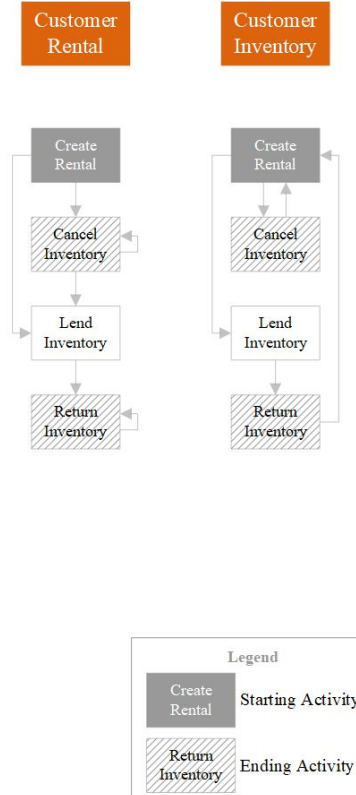 Customer
Rental
Customer
Inventory
Create
Rental
Cancel
Inventory
Lend
Inventory
Return
Inventory
Create
Rental
Cancel
Inventory
Lend
Inventory
Return
Inventory
Legend
Create
Rental
Starting Activity
Return
Inventory
Ending Activity